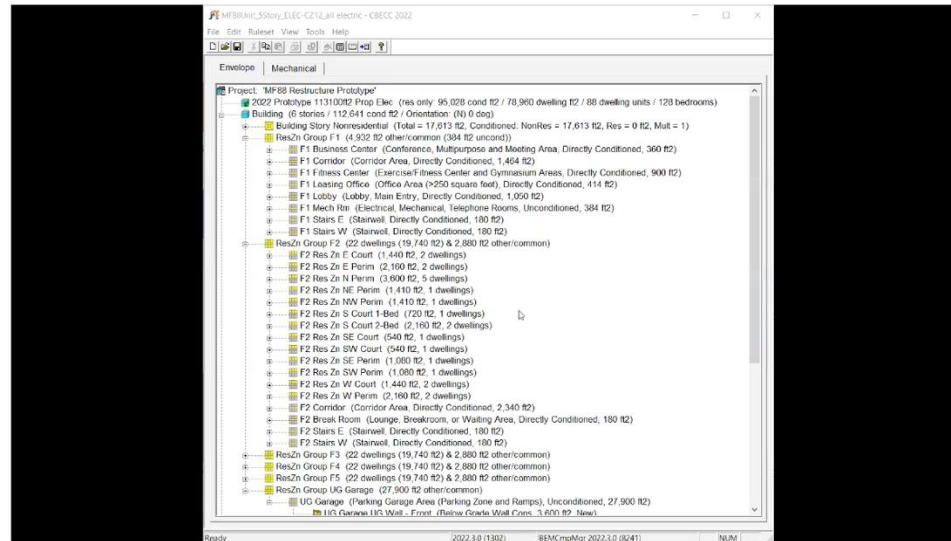 MF88Unit_5Story_ELEC-CZ12_all electric - CBECC 2022
File Edit Ruleset View Tools Help
Envelope Mechanical
Project: 'MF88 Restructure Prototype'
2022 Prototype 113100ft2 Prop Elec (res only: 95,028 cond ft2 / 78,960 dwelling ft2 / 88 dwelling units / 128 bedrooms)
Building (6 stories / 112,641 cond ft2 / Orientation: (N) 0 deg)
Building Story Nonresidential (Total = 17,613 ft2, Conditioned: NonRes = 17,613 ft2, Res = 0 ft2, Mult = 1)
ResZn Group F1 (4,932 ft2 other/common (384 ft2 uncond))
F1 Business Center (Conference, Multipurpose and Meeting Area, Directly Conditioned, 360 ft2)
F1 Corridor (Corridor Area, Directly Conditioned, 1,464 ft2)
F1 Fitness Center (Exercise/Fitness Center and Gymnasium Areas, Directly Conditioned, 900 ft2)
F1 Leasing Office (Office Area (>250 square feet), Directly Conditioned, 414 ft2)
F1 Lobby (Lobby, Main Entry, Directly Conditioned, 1,050 ft2)
F1 Mech Rm (Electrical, Mechanical, Telephone Rooms, Unconditioned, 384 ft2)
F1 Stairs E (Stairwell, Directly Conditioned, 180 ft2)
F1 Stairs W (Stairwell, Directly Conditioned, 180 ft2)
ResZn Group F2 (22 dwellings (19,740 ft2) & 2,880 ft2 other/common)
F2 Res Zn E Court (1,440 ft2, 2 dwellings)
F2 Res Zn E Perim (2,160 ft2, 2 dwellings)
F2 Res Zn N Perim (3,600 ft2, 5 dwellings)
F2 Res Zn NE Perim (1,410 ft2, 1 dwellings)
F2 Res Zn NW Perim (1,410 ft2, 1 dwellings)
F2 Res Zn S Court 1-Bed (720 ft2, 1 dwellings)
F2 Res Zn S Court 2-Bed (2,160 ft2, 2 dwellings)
F2 Res Zn SE Court (540 ft2, 1 dwellings)
F2 Res Zn SW Court (540 ft2, 1 dwellings)
F2 Res Zn SE Perim (1,080 ft2, 1 dwellings)
F2 Res Zn SW Perim (1,080 ft2, 1 dwellings)
F2 Res Zn W Court (1,440 ft2, 2 dwellings)
F2 Res Zn W Perim (2,160 ft2, 2 dwellings)
F2 Corridor (Corridor Area, Directly Conditioned, 2,340 ft2)
F2 Break Room (Lounge, Breakroom, or Waiting Area, Directly Conditioned, 180 ft2)
F2 Stairs E (Stairwell, Directly Conditioned, 180 ft2)
F2 Stairs W (Stairwell, Directly Conditioned, 180 ft2)
ResZn Group F3 (22 dwellings (19,740 ft2) & 2,880 ft2 other/common)
ResZn Group F4 (22 dwellings (19,740 ft2) & 2,880 ft2 other/common)
ResZn Group F5 (22 dwellings (19,740 ft2) & 2,880 ft2 other/common)
ResZn Group UG Garage (27,900 ft2 other/common)
UG Garage (Parking Garage Area (Parking Zone and Ramps), Unconditioned, 27,900 ft2)
UG Garage UG Wall - Front (Below Grade Wall Cons, 3,600 ft2, New)
Ready 2022.3.0 (1302) BEMCmpMgr 2022.3.0 (8241) NUM